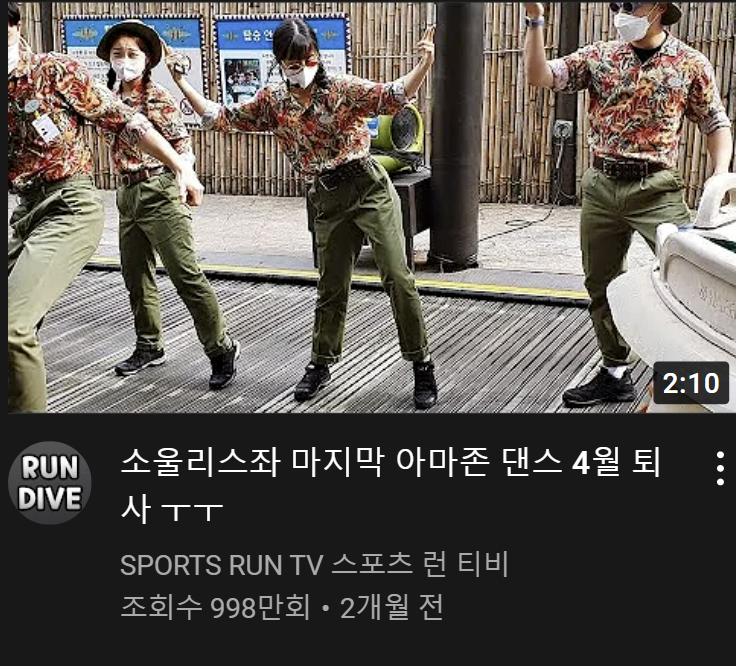 탑승 안
2:10
RUN
DIVE
소울리스좌 마지막 아마존 댄스 4월 퇴
사 ㅜㅜ
SPORTS RUN TV 스포츠 런 티비
조회수 998만회 • 2개월 전